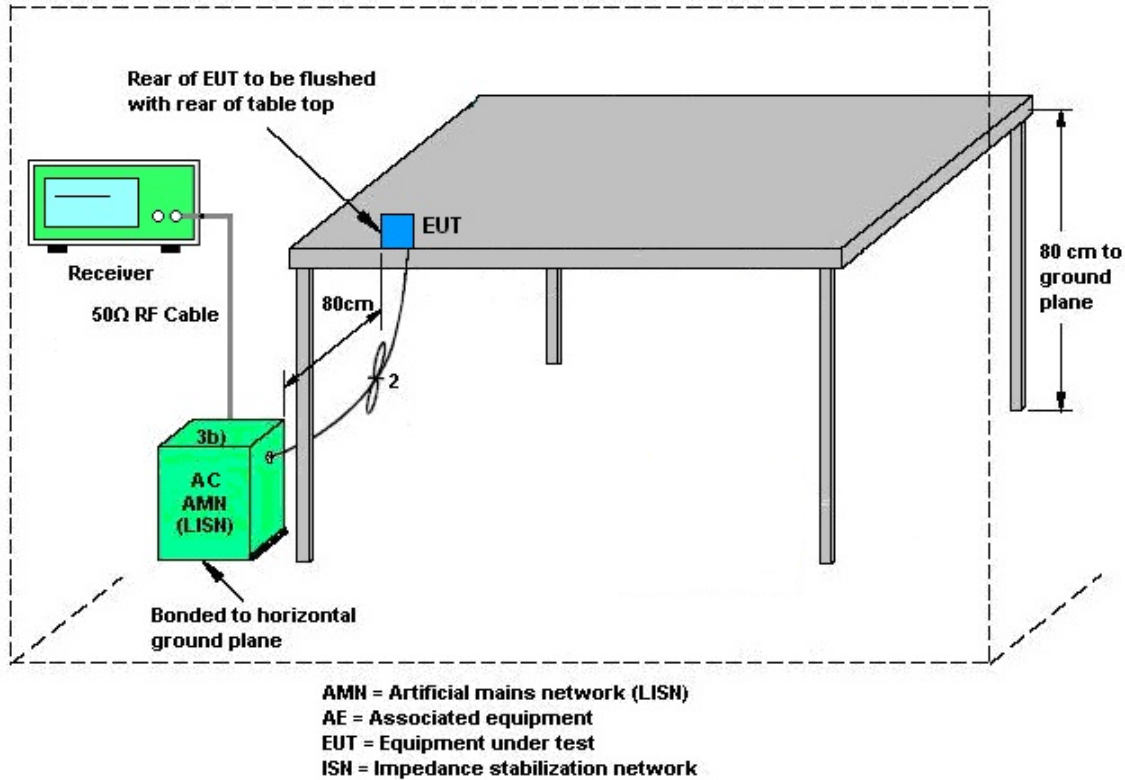 Rear of EUT to be flushed
with rear of table top
EUT
Receiver
50Ω RF Cable
80cm
80 cm to
ground
plane
2
3b)
AC
AMN
(LISN)
Bonded to horizontal
ground plane
AMN = Artificial mains network (LISN)
AE = Associated equipment
EUT = Equipment under test
ISN = Impedance stabilization network